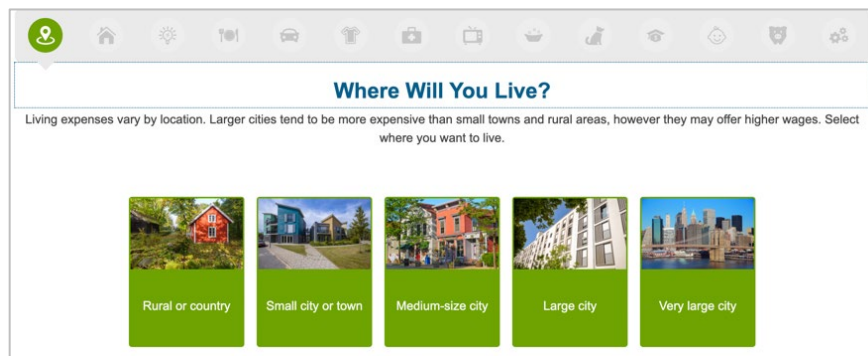 Where Will You Live?
Living expenses vary by location. Larger cities tend to be more expensive than small towns and rural areas, however they may offer higher wages. Select
where you want to live.
Rural or country
Small city or town
Medium-size city
Large city
Very large city